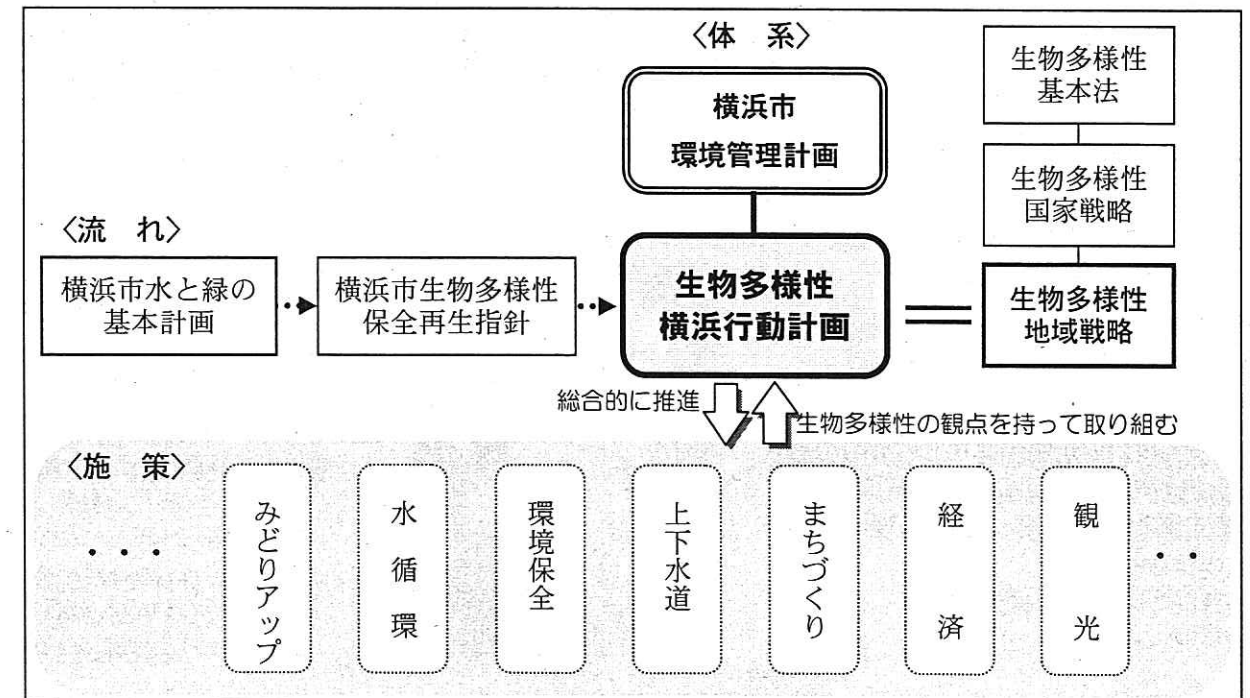 〈体　系〉
横浜市
環境管理計画
生物多様性
基本法
生物多様性
国家戦略
〈流　れ〉
横浜市水と緑の
基本計画
横浜市生物多様性
保全再生指針
生物多様性
横浜行動計画
生物多様性
地域戦略
総合的に推進
生物多様性の観点を持って取り組む
〈施　策〉
・・・
みどりアップ
水循環
環境保全
上下水道
まちづくり
経済
観光
・・